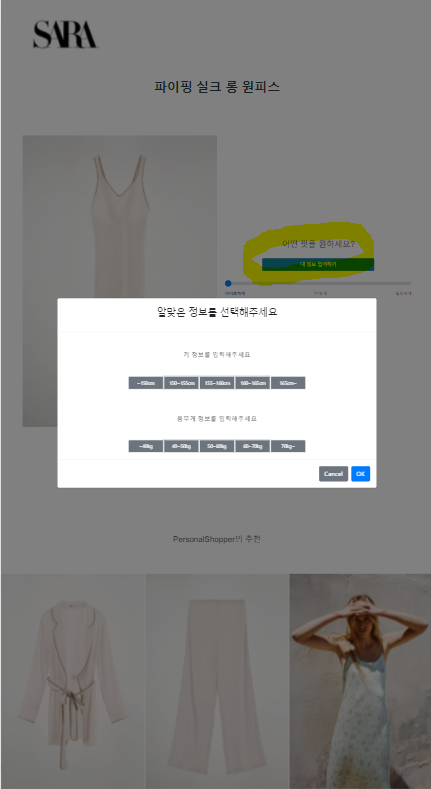 SARA
파이핑 실크 롱 원피스
어떤 핏을 원하세요?
내 정보 입력하기
알맞은 정보를 선택해주세요
키 정보를 입력해주세요
~150cm 150~155cm 155~160cm 160~165cm 165cm~
몸무게 정보를 입력해주세요
~40kg 40~50kg 50~60kg 60~70kg 70kg~
Cancel OK
PersonalShopper의 추천